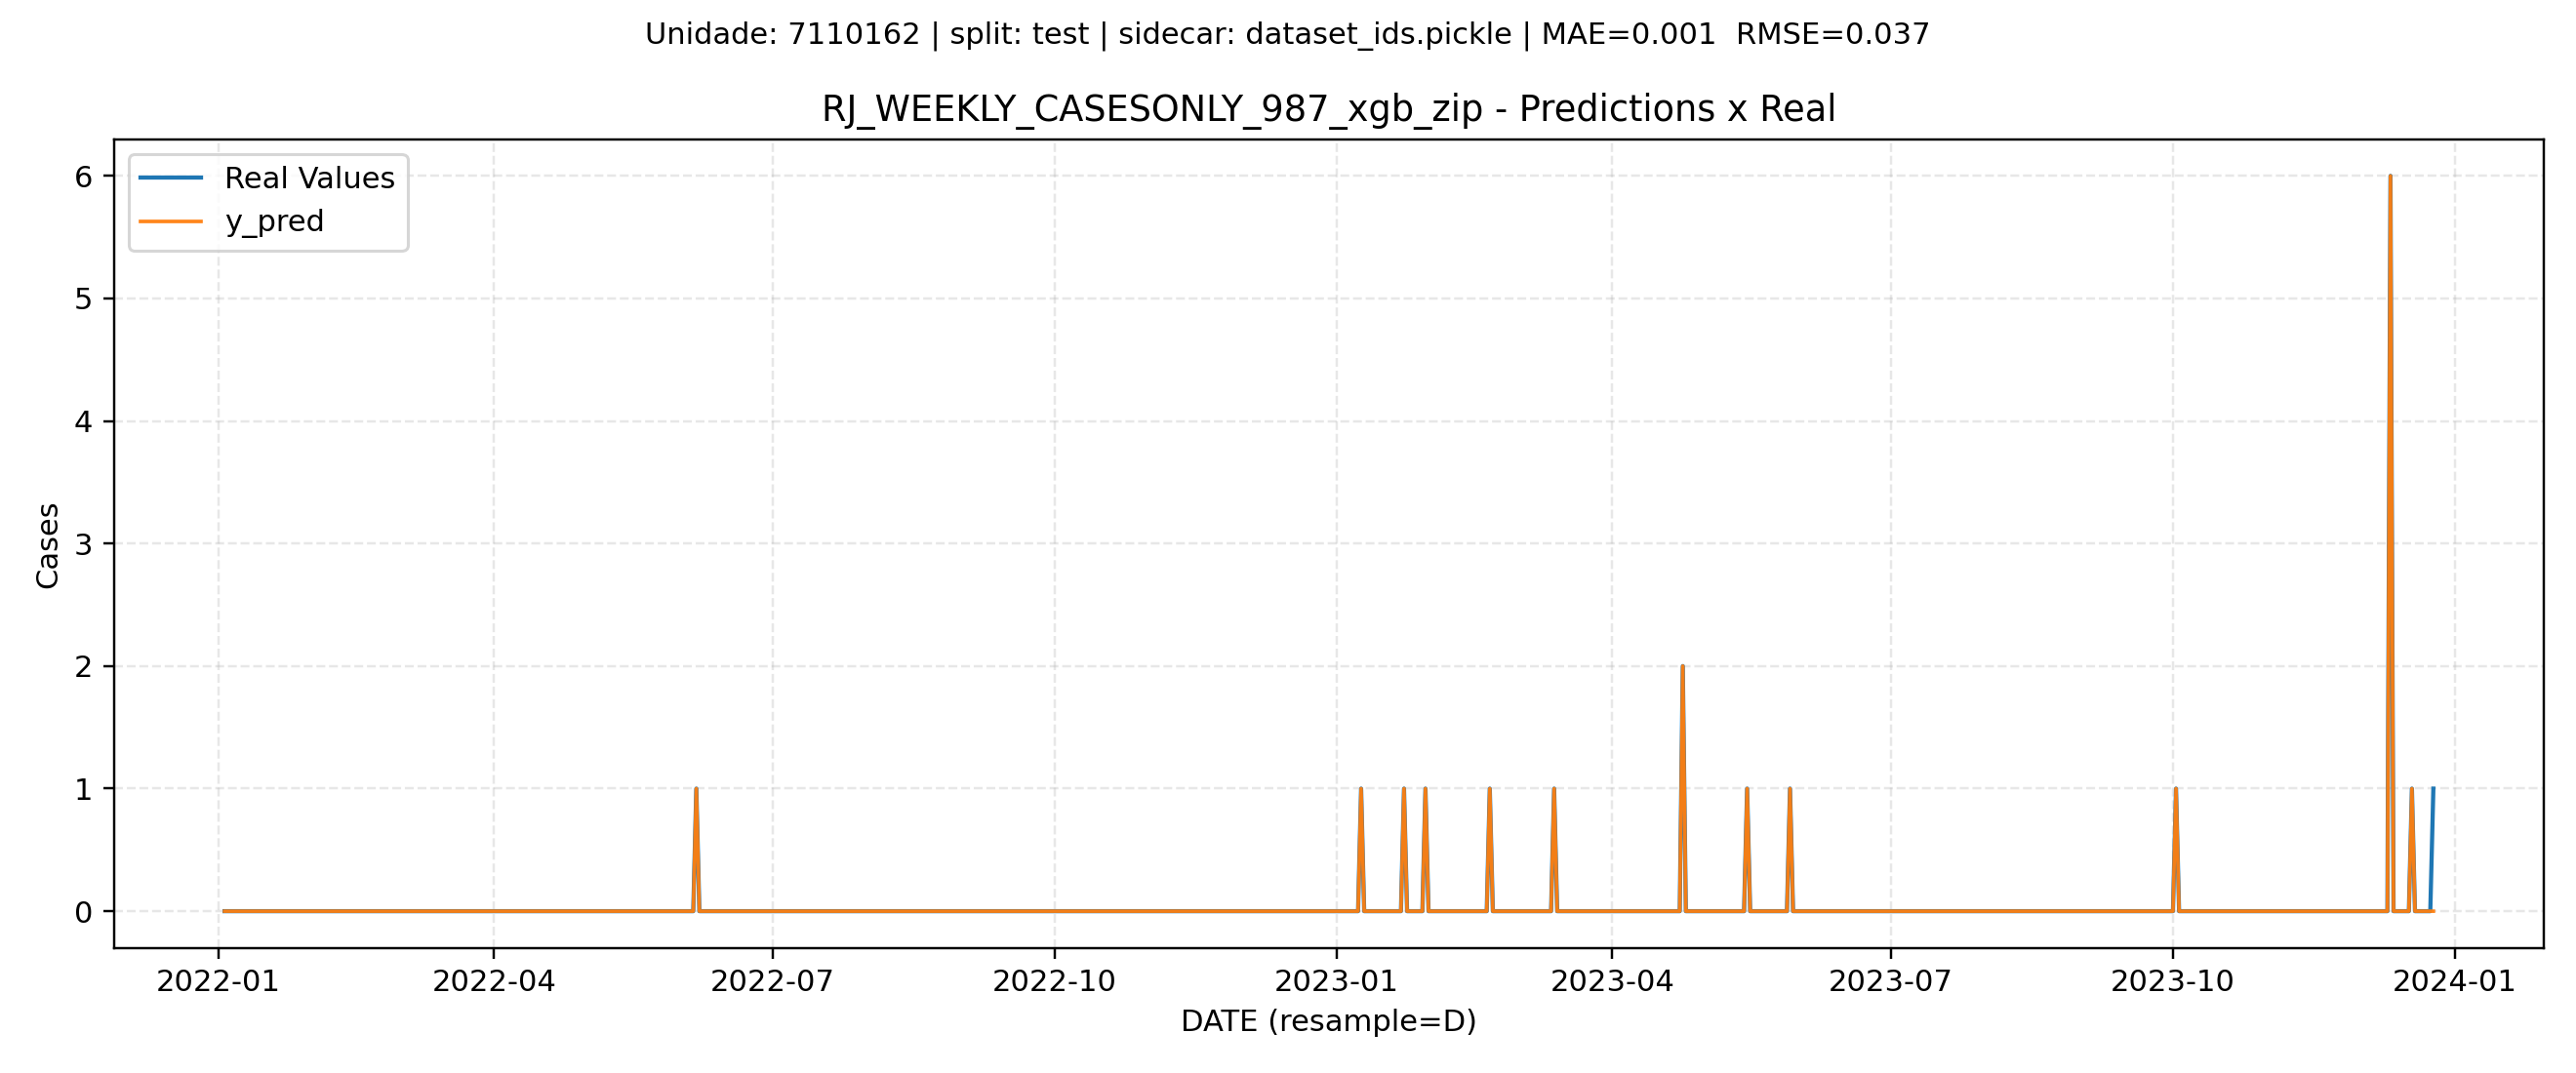 Unidade: 7110162 | split: test | sidecar: dataset_ids.pickle | MAE=0.001  RMSE=0.037
RJ_WEEKLY_CASESONLY_987_xgb_zip - Predictions x Real
Real Values
y_pred
6
5
4
3
2
1
0
Cases
2022-01
2022-04
2022-07
2022-10
2023-01
2023-04
2023-07
2023-10
2024-01
DATE (resample=D)